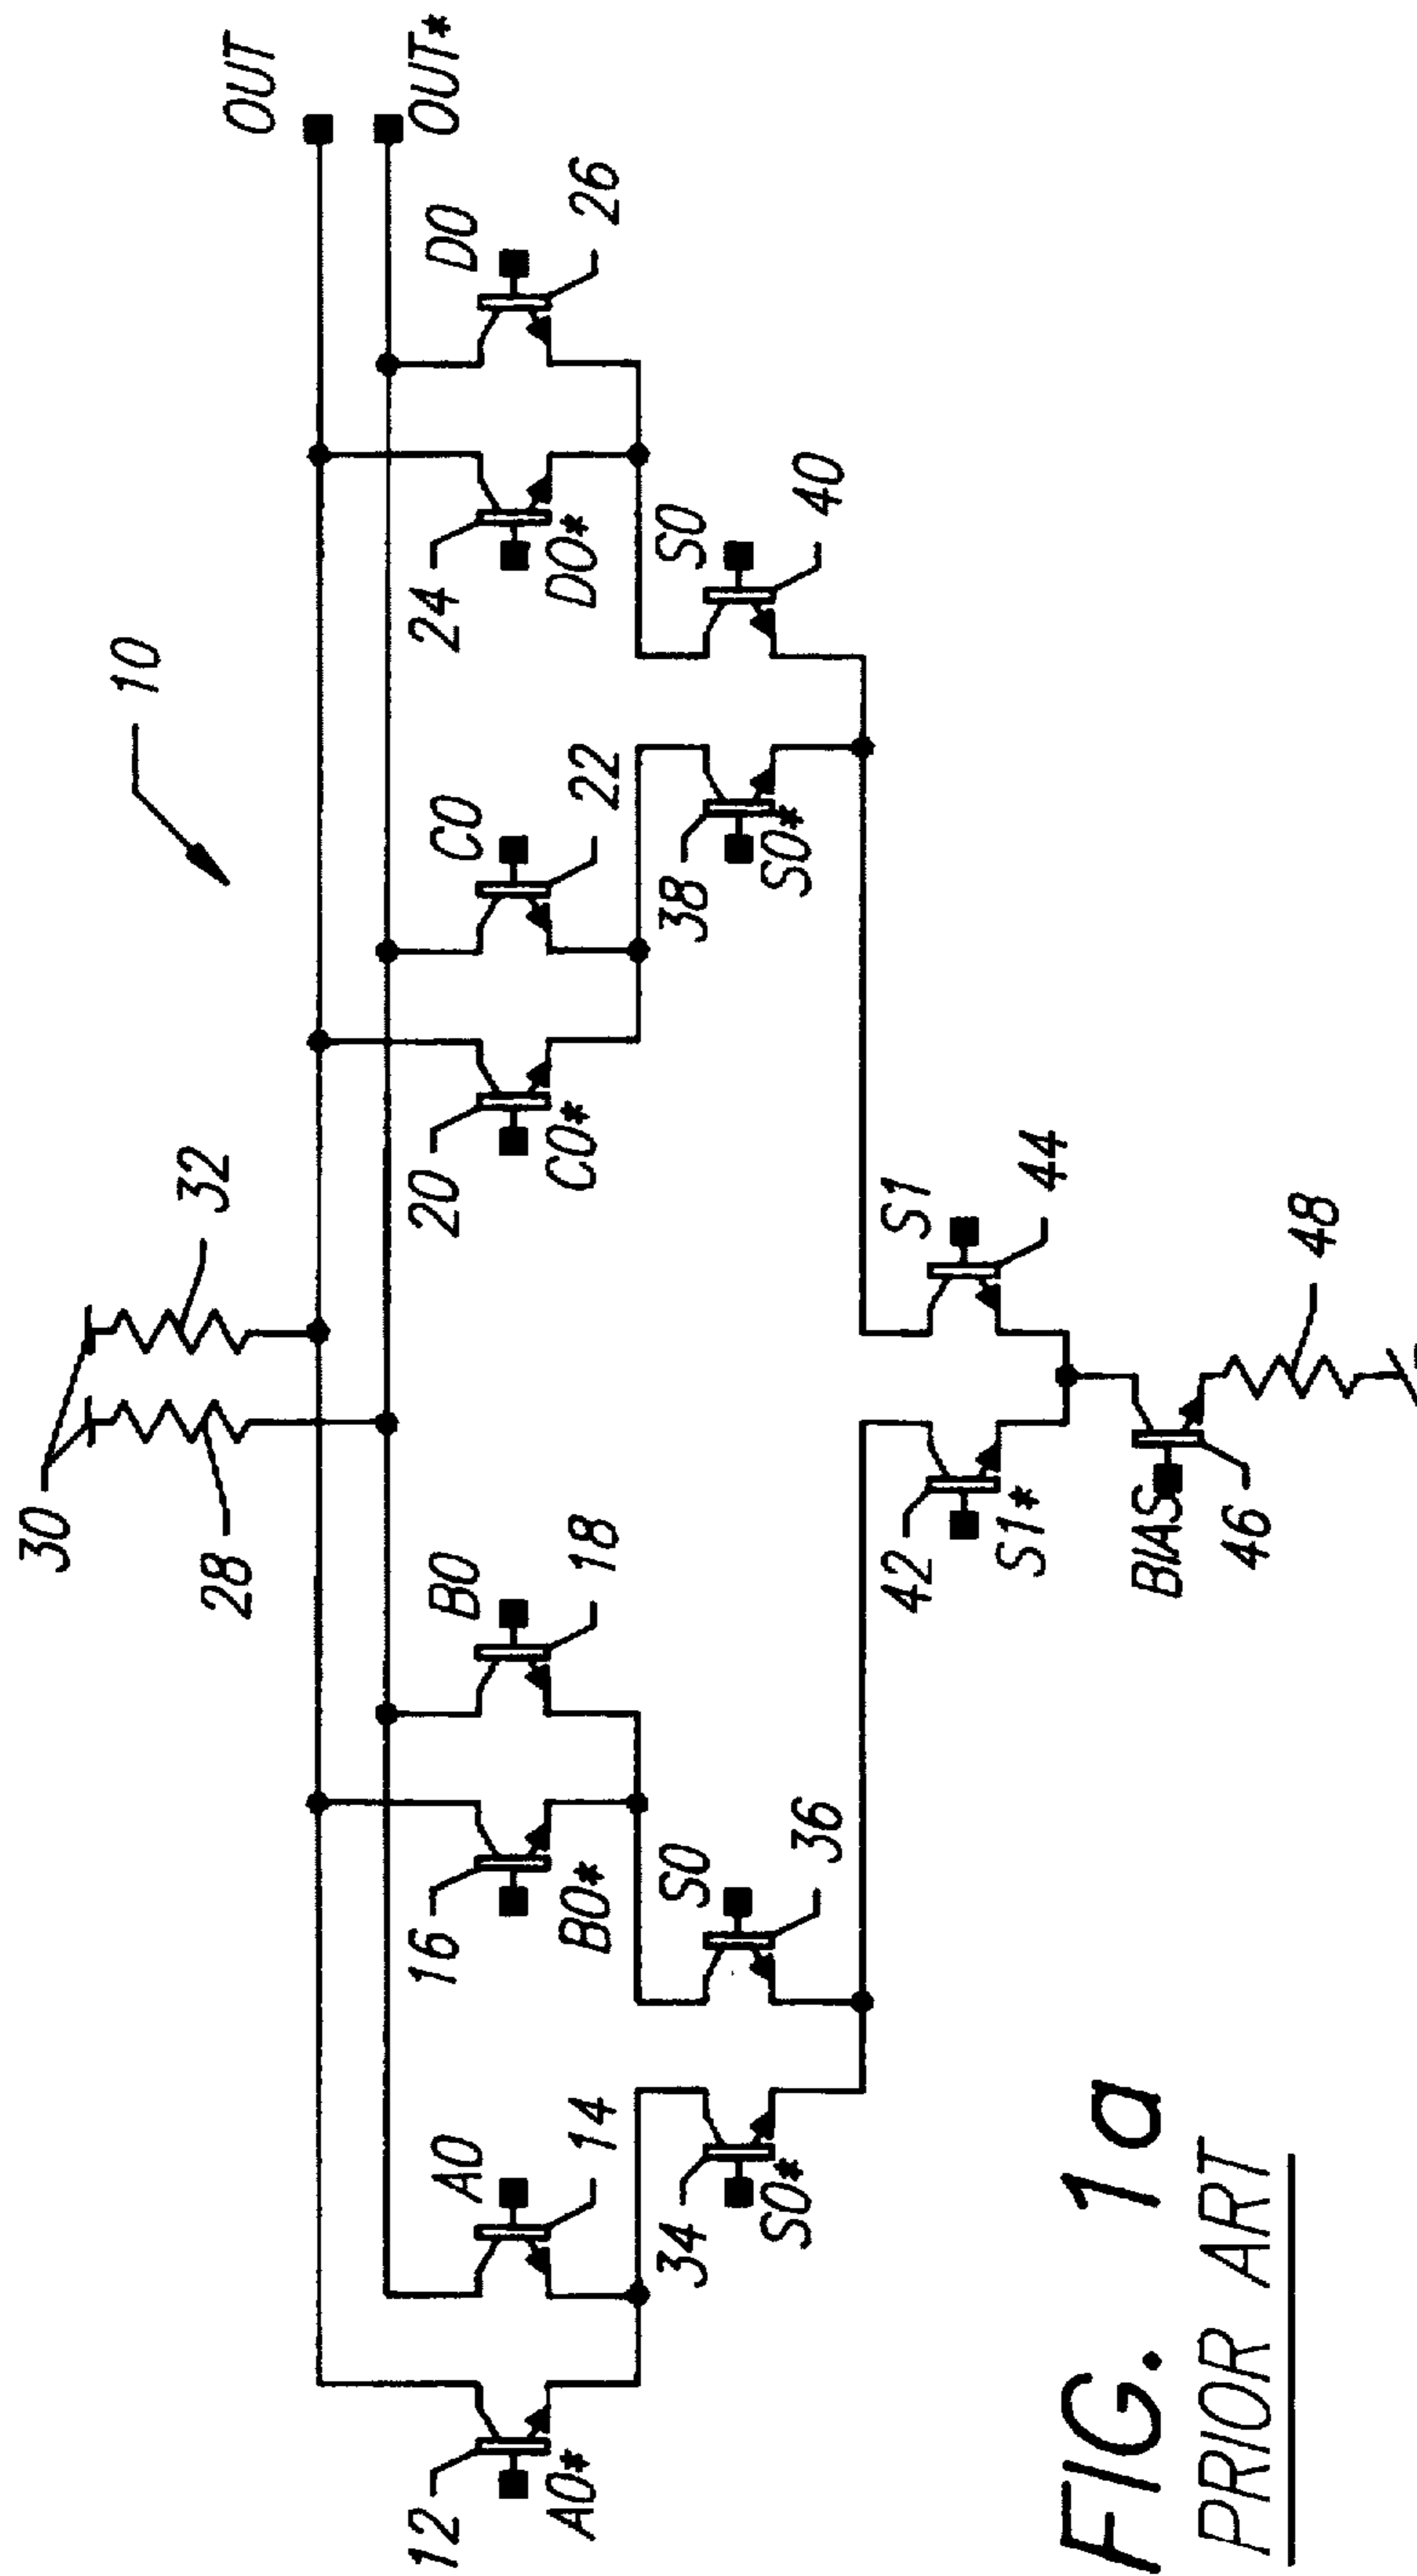 10
30
28
32
OUT
OUT*
12
A0*
A0
14
16
B0*
B0
18
20
C0*
C0
22
24
D0*
D0
26
34
S0*
S0
36
38
S0*
S0
40
42
S1*
S1
44
BIAS
46
48
FIG. 1a
PRIOR ART